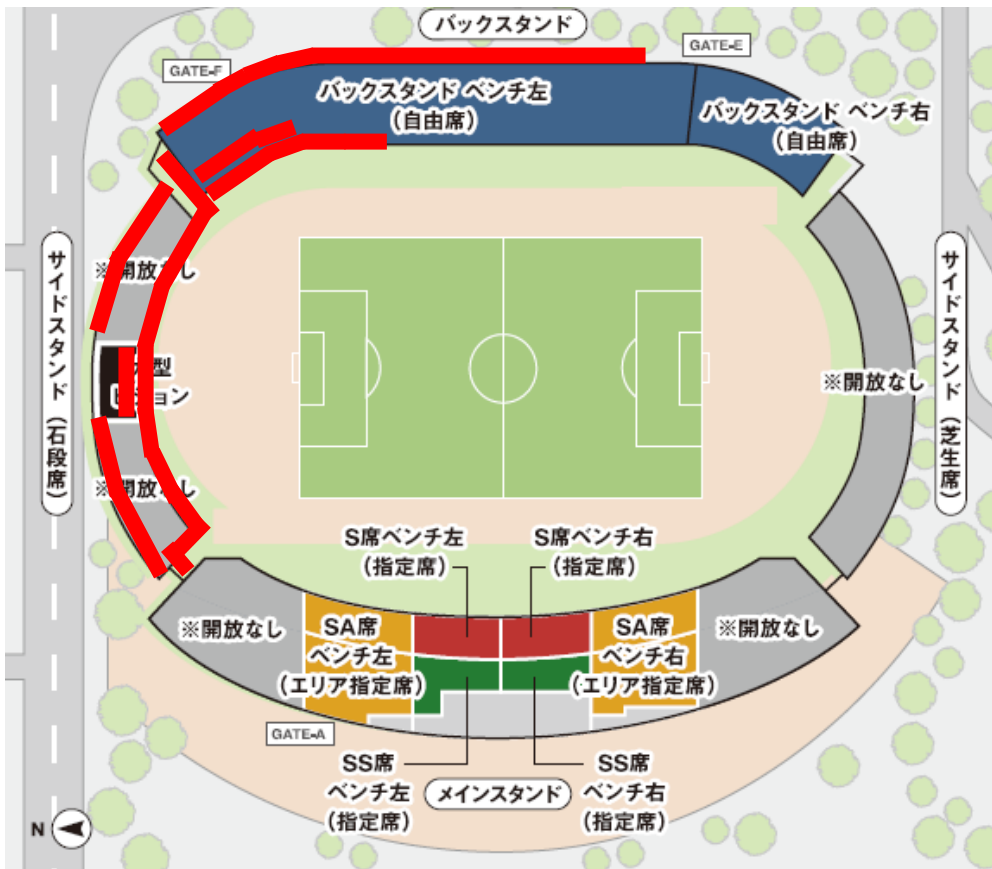 バックスタンド
GATE-E
GATE-F
バックスタンド ベンチ左
(自由席)
バックスタンド ベンチ右
(自由席)
サイドスタンド（石段席）
※開放なし
型
ョン
※開放なし
※開放なし
サイドスタンド（芝生席）
S席ベンチ左
(指定席)
S席ベンチ右
(指定席)
※開放なし
SA席
ベンチ左
(エリア指定席)
SA席
ベンチ右
(エリア指定席)
※開放なし
GATE-A
SS席
ベンチ左
(指定席)
メインスタンド
SS席
ベンチ右
(指定席)
N